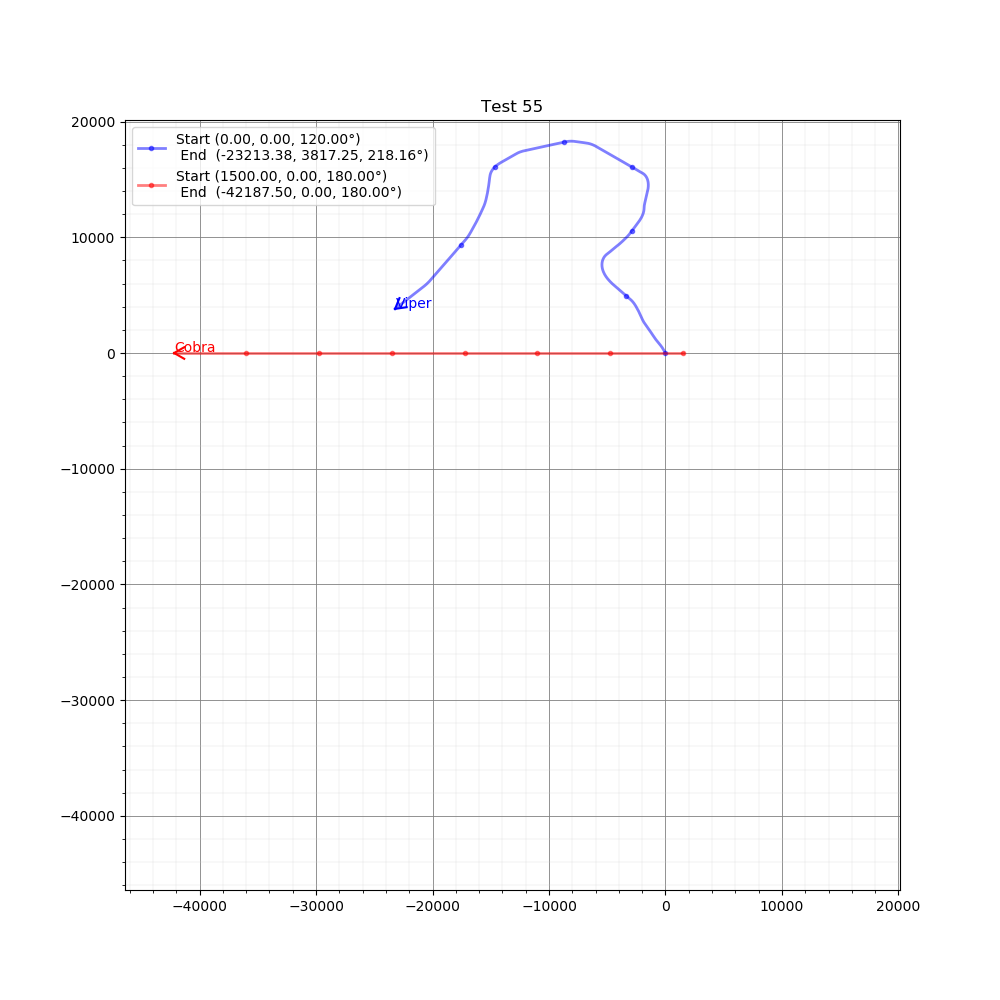 Test 55
Start (0.00, 0.00, 120.00°)
End (-23213.38, 3817.25, 218.16°)
Start (1500.00, 0.00, 180.00°)
End (-42187.50, 0.00, 180.00°)
20000
10000
0
−10000
−20000
−30000
−40000
Viper
Cobra
−40000 −30000 −20000 −10000 0 10000 20000